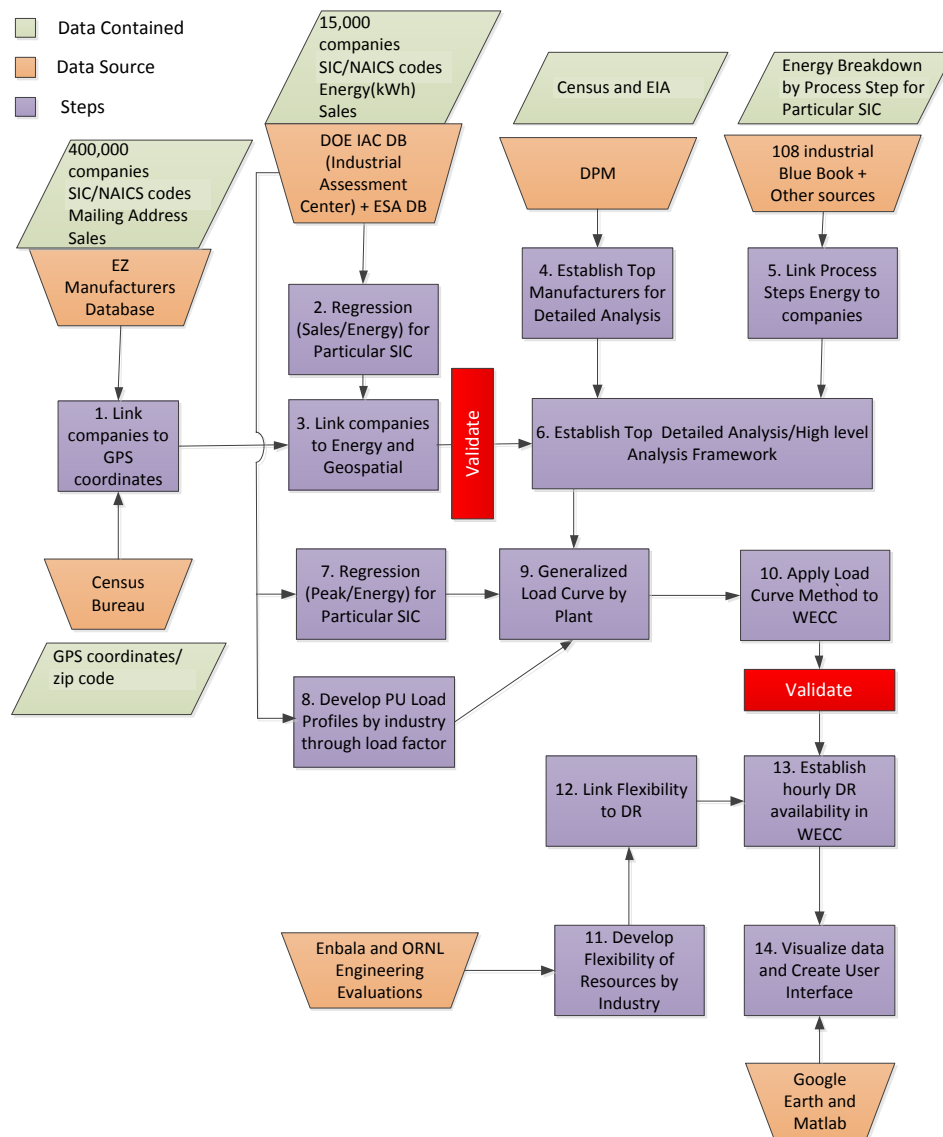 Data Contained
Data Source
Steps
15,000
companies
SIC/NAICS codes
Energy(kWh)
Sales
DOE IAC DB
(Industrial
Assessment
Center) + ESA DB
Census and EIA
DPM
Energy Breakdown
by Process Step for
Particular SIC
108 industrial
Blue Book +
Other sources
400,000
companies
SIC/NAICS codes
Mailing Address
Sales
EZ
Manufacturers
Database
2. Regression
(Sales/Energy) for
Particular SIC
4. Establish Top
Manufacturers for
Detailed Analysis
5. Link Process
Steps Energy to
companies
1. Link
companies to
GPS
coordinates
3. Link companies
to Energy and
Geospatial
Validate
6. Establish Top  Detailed Analysis/High level
Analysis Framework
Census
Bureau
GPS coordinates/
zip code
7. Regression
(Peak/Energy) for
Particular SIC
9. Generalized
Load Curve by
Plant
10. Apply Load
Curve Method to
WECC
8. Develop PU Load
Profiles by industry
through load factor
Validate
12. Link Flexibility
to DR
13. Establish
hourly DR
availability in
WECC
Enbala and ORNL
Engineering
Evaluations
11. Develop
Flexibility of
Resources by
Industry
14. Visualize data
and Create User
Interface
Google
Earth and
Matlab